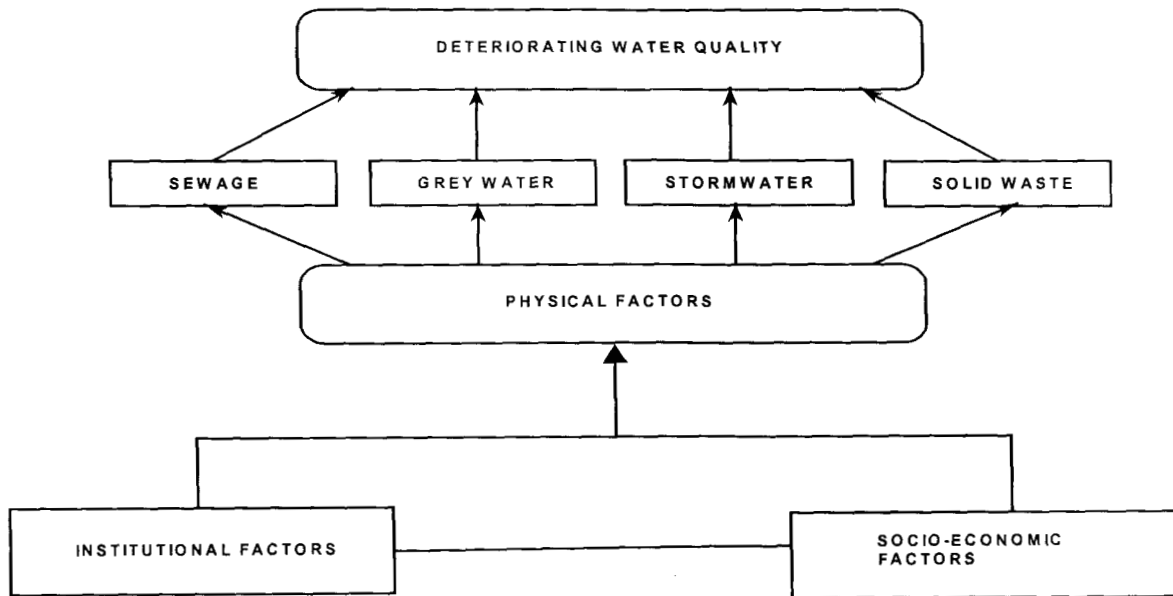 DETERIORATING WATER QUALITY
SEWAGE
GREY WATER
STORMWATER
SOLID WASTE
PHYSICAL FACTORS
INSTITUTIONAL FACTORS
SOCIO-ECONOMIC
FACTORS